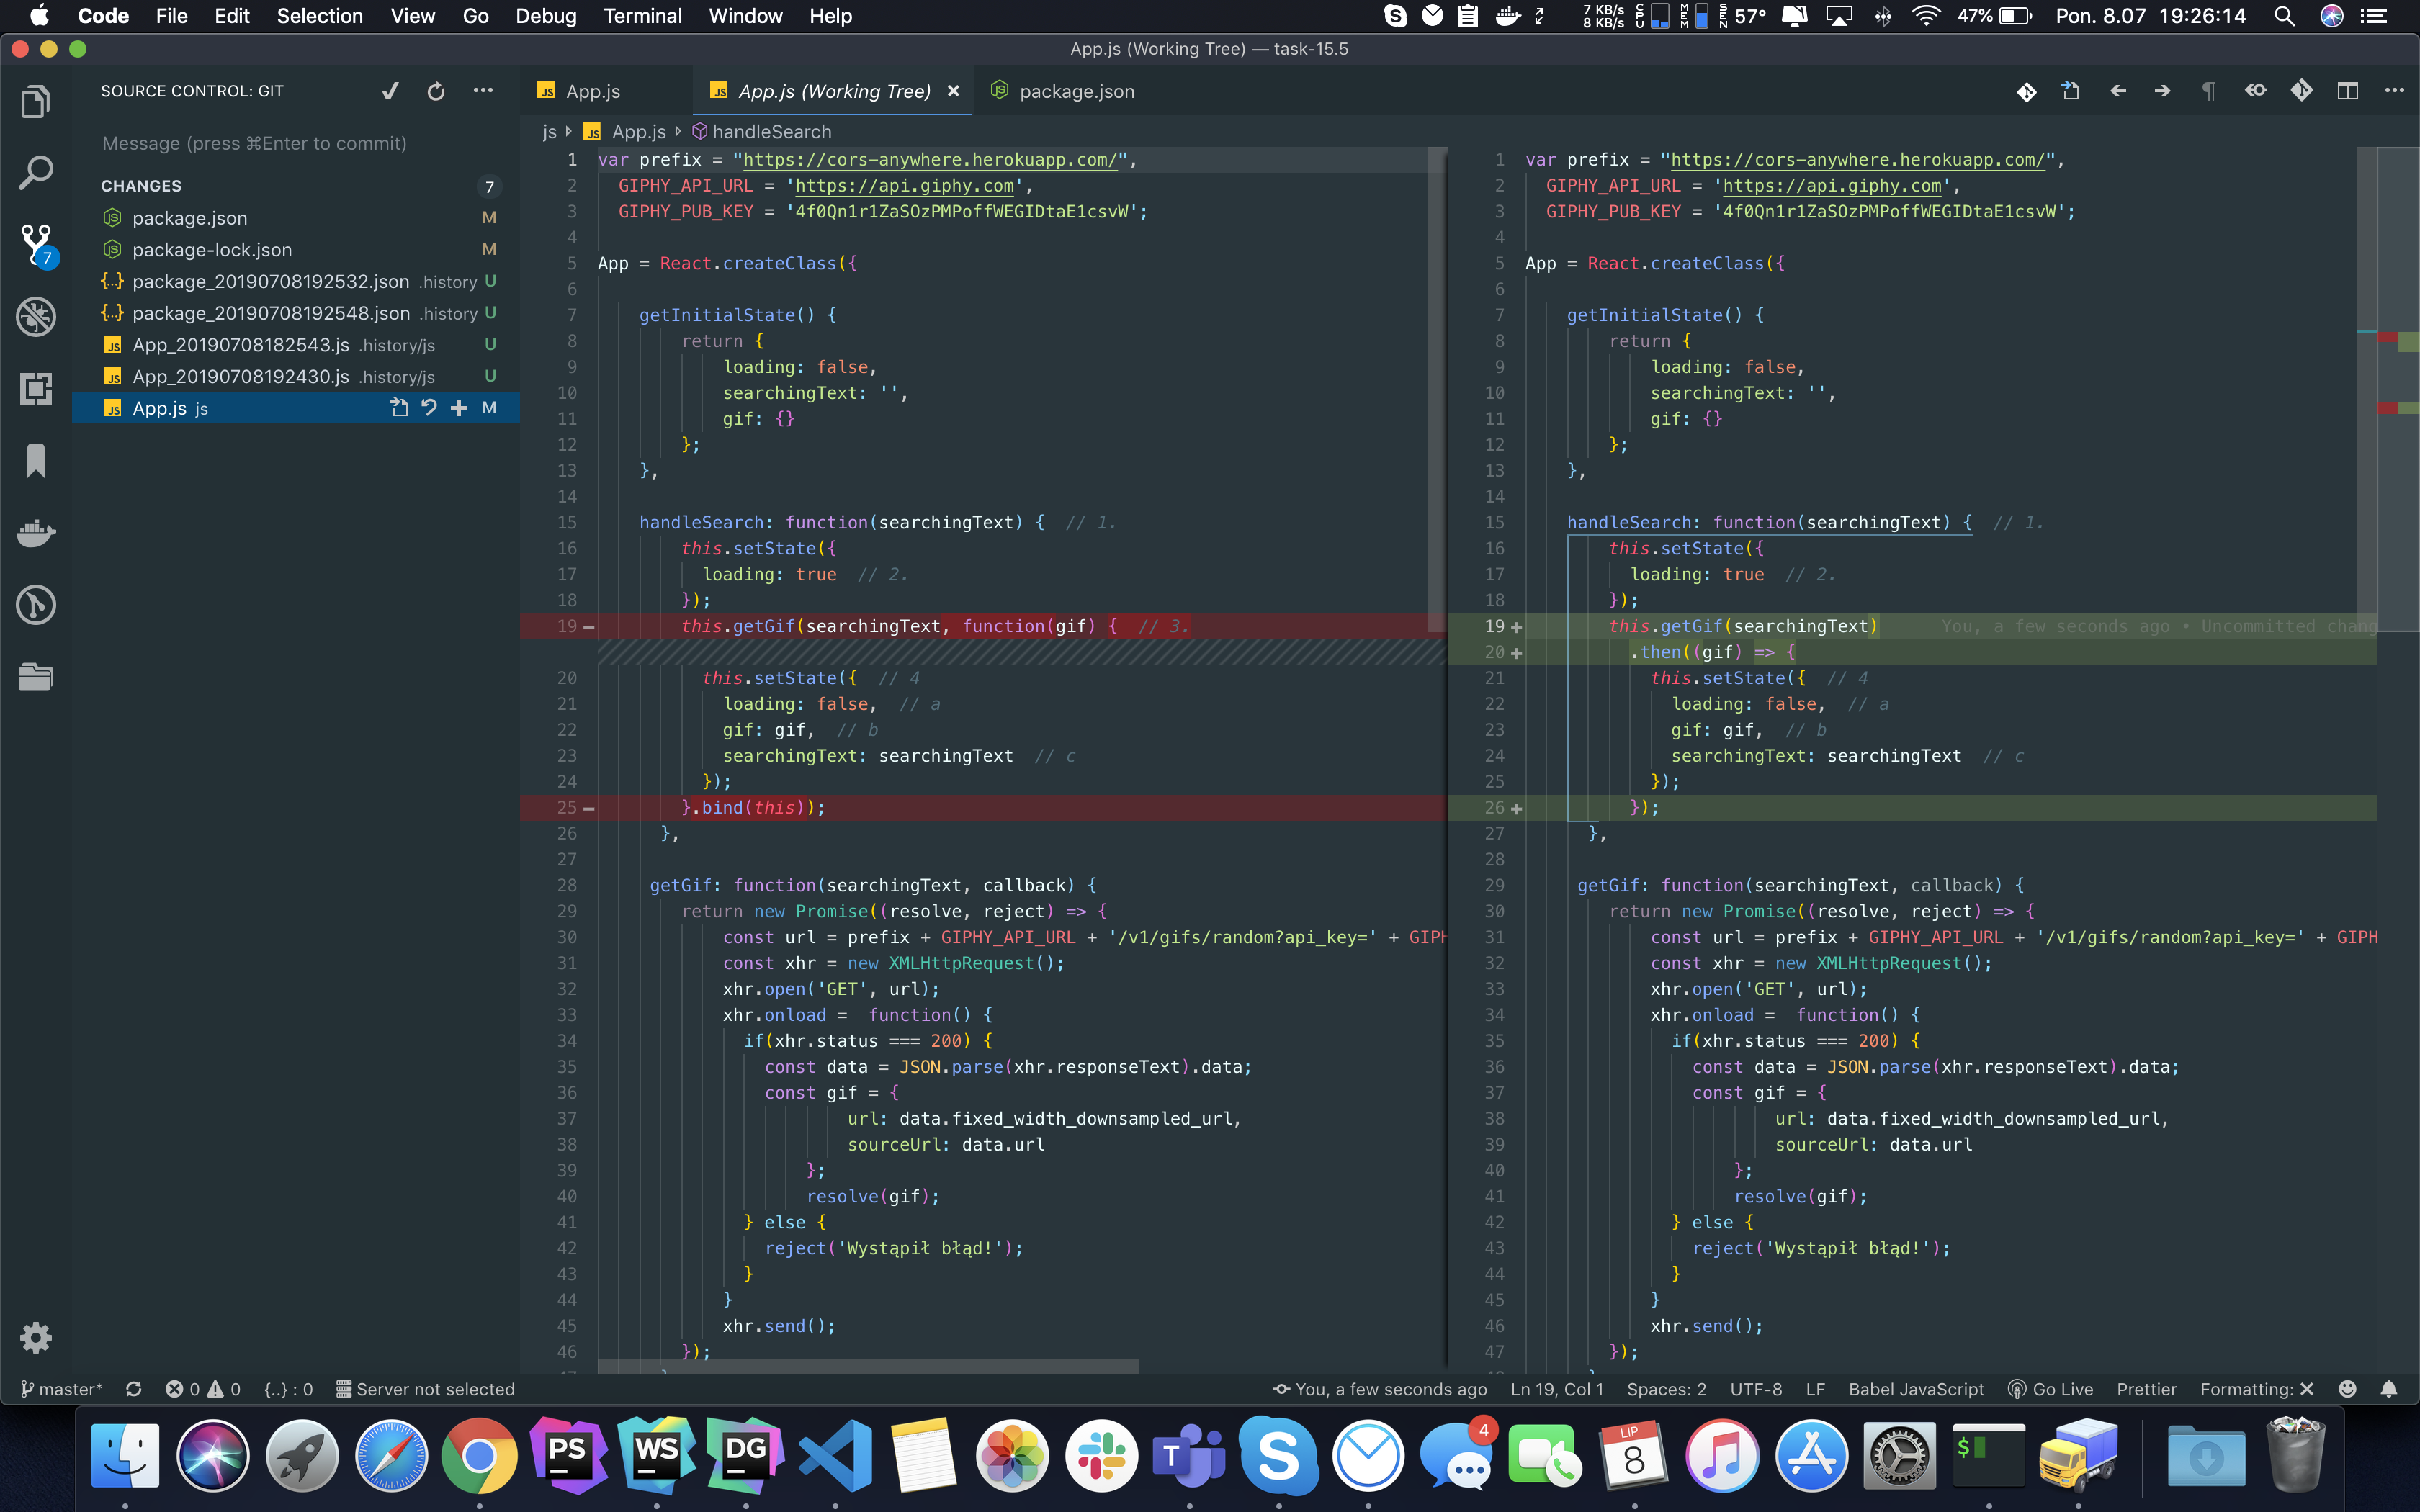 Code File Edit Selection View Go Debug Terminal Window Help
7 KB/s
8 KB/s
CPU MEM SEN 57° 47% Pon. 8.07 19:26:14
App.js (Working Tree) — task-15.5
SOURCE CONTROL: GIT
App.js
App.js (Working Tree)
package.json
Message (press ⌘Enter to commit)
CHANGES 7
package.json M
package-lock.json M
package_20190708192532.json .history U
package_20190708192548.json .history U
App_20190708182543.js .history/js U
App_20190708192430.js .history/js U
App.js js M
7
js App.js handleSearch
1 var prefix = "https://cors-anywhere.herokuapp.com/",
2 GIPHY_API_URL = 'https://api.giphy.com',
3 GIPHY_PUB_KEY = '4f0Qn1r1ZaSOzPMPoffWEGIDtaE1csvW';
4
5 App = React.createClass({
6
7 getInitialState() {
8 return {
9 loading: false,
10 searchingText: '',
11 gif: {}
12 };
13 },
14
15 handleSearch: function(searchingText) { // 1.
16 this.setState({
17 loading: true // 2.
18 });
19 — this.getGif(searchingText, function(gif) { // 3.
20 this.setState({ // 4
21 loading: false, // a
22 gif: gif, // b
23 searchingText: searchingText // c
24 });
25 — }.bind(this));
26 },
27
28 getGif: function(searchingText, callback) {
29 return new Promise((resolve, reject) => {
30 const url = prefix + GIPHY_API_URL + '/v1/gifs/random?api_key=' + GIPH
31 const xhr = new XMLHttpRequest();
32 xhr.open('GET', url);
33 xhr.onload = function() {
34 if(xhr.status === 200) {
35 const data = JSON.parse(xhr.responseText).data;
36 const gif = {
37 url: data.fixed_width_downsampled_url,
38 sourceUrl: data.url
39 };
40 resolve(gif);
41 } else {
42 reject('Wystąpił błąd!');
43 }
44 }
45 xhr.send();
46 });
1 var prefix = "https://cors-anywhere.herokuapp.com/",
2 GIPHY_API_URL = 'https://api.giphy.com',
3 GIPHY_PUB_KEY = '4f0Qn1r1ZaSOzPMPoffWEGIDtaE1csvW';
4
5 App = React.createClass({
6
7 getInitialState() {
8 return {
9 loading: false,
10 searchingText: '',
11 gif: {}
12 };
13 },
14
15 handleSearch: function(searchingText) { // 1.
16 this.setState({
17 loading: true // 2.
18 });
19 + this.getGif(searchingText) You, a few seconds ago • Uncommitted chang
20 + .then((gif) => {
21 this.setState({ // 4
22 loading: false, // a
23 gif: gif, // b
24 searchingText: searchingText // c
25 });
26 + });
27 },
28
29 getGif: function(searchingText, callback) {
30 return new Promise((resolve, reject) => {
31 const url = prefix + GIPHY_API_URL + '/v1/gifs/random?api_key=' + GIPH
32 const xhr = new XMLHttpRequest();
33 xhr.open('GET', url);
34 xhr.onload = function() {
35 if(xhr.status === 200) {
36 const data = JSON.parse(xhr.responseText).data;
37 const gif = {
38 url: data.fixed_width_downsampled_url,
39 sourceUrl: data.url
40 };
41 resolve(gif);
42 } else {
43 reject('Wystąpił błąd!');
44 }
45 }
46 xhr.send();
47 });
master* 0 0 {..} : 0 Server not selected You, a few seconds ago Ln 19, Col 1 Spaces: 2 UTF-8 LF Babel JavaScript Go Live Prettier Formatting: ✕
PS WS DG T S 4 LIP 8 $